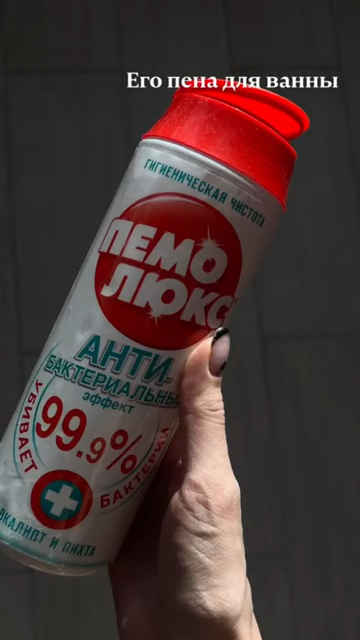 Его пена для ванны
ГИГИЕНИЧЕСКАЯ ЧИСТОТА
ПЕМО
ЛЮКС
АНТИ-
БАКТЕРИАЛЬНЫЙ
эффект
УБИВАЕТ
99,9%
БАКТЕРИЙ
ЭВКАЛИПТ И ПИХТА